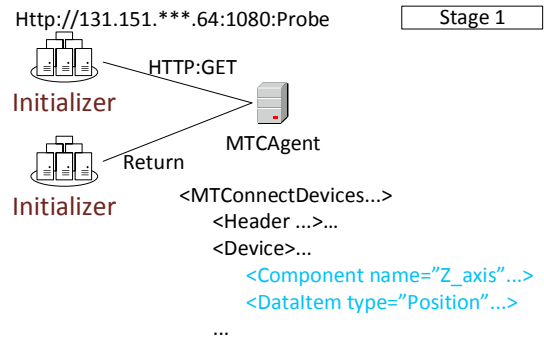 Http://131.151.***.64:1080:Probe
Stage 1
HTTP:GET
Initializer
MTCAgent
Return
Initializer
<MTConnectDevices...>
<Header ...>...
<Device>...
<Component name=”Z_axis”...>
<DataItem type=”Position”...>
...